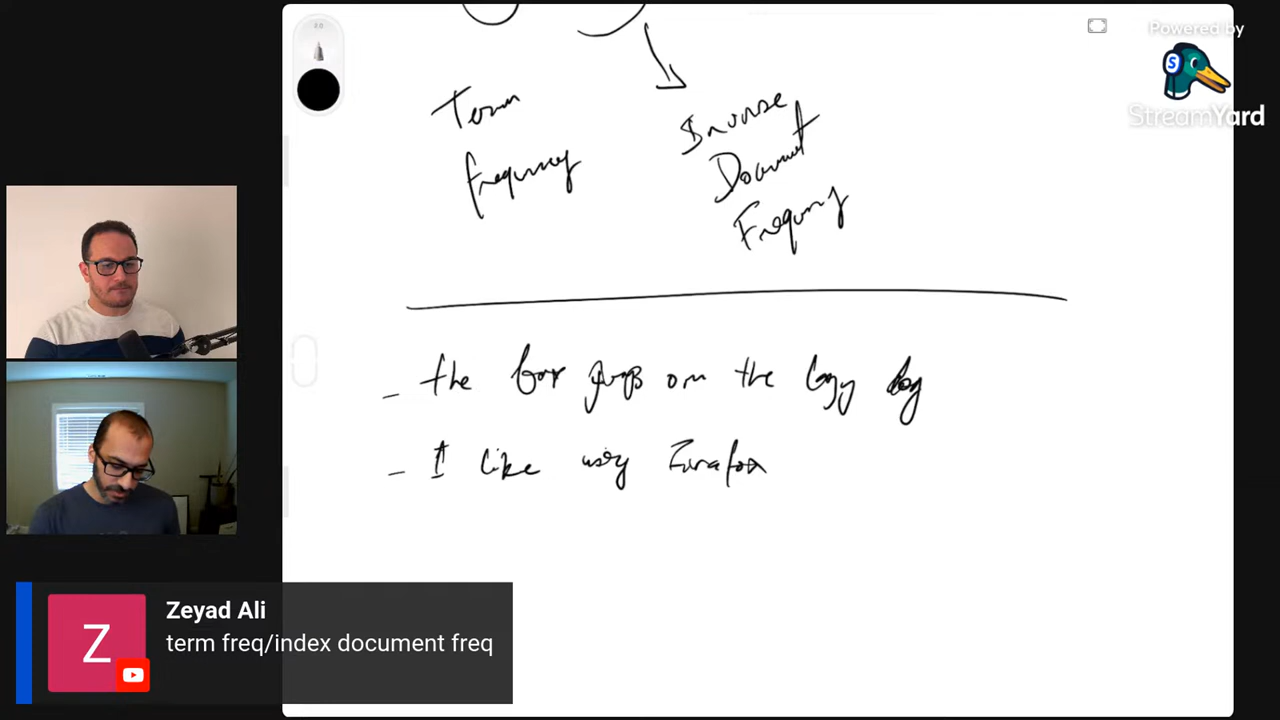 Powered by
S
StreamYard
Term
Frequency
Inverse
Document
Frequency
- the fox jumps on the lazy dog
- I like using Firefox
Z
Zeyad Ali
term freq/index document freq